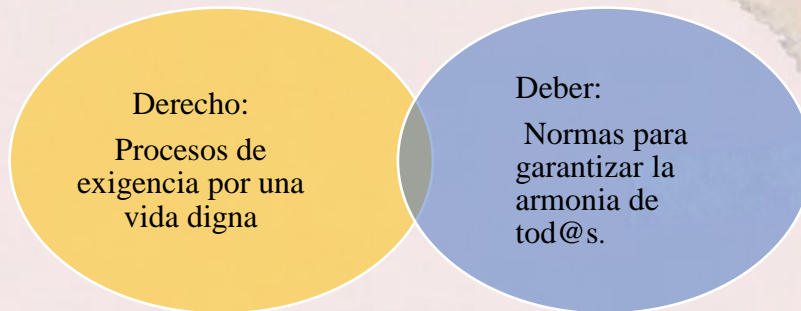 Derecho:
Procesos de
exigencia por una
vida digna
Deber:
Normas para
garantizar la
armonia de
tod@s.